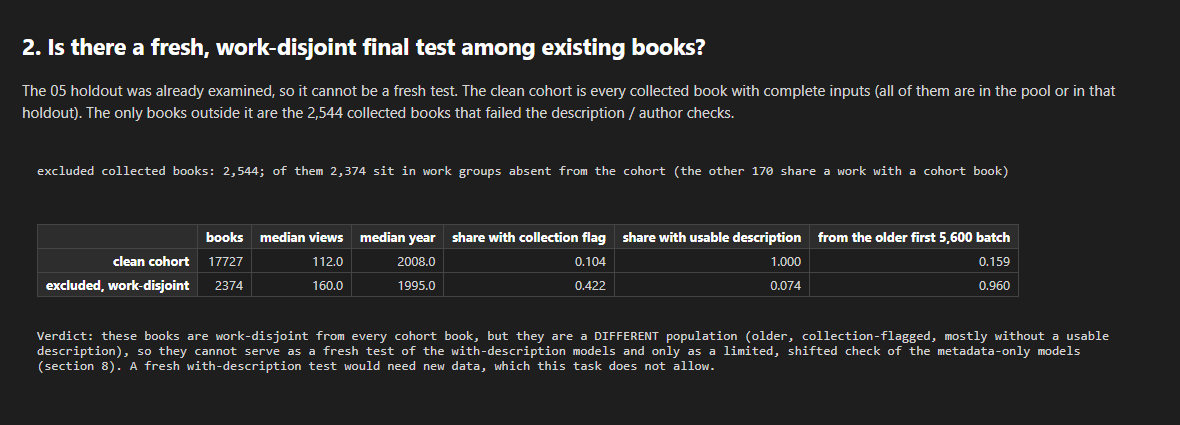 2. Is there a fresh, work-disjoint final test among existing books?
The 05 holdout was already examined, so it cannot be a fresh test. The clean cohort is every collected book with complete inputs (all of them are in the pool or in that
holdout). The only books outside it are the 2,544 collected books that failed the description / author checks.
excluded collected books: 2,544; of them 2,374 sit in work groups absent from the cohort (the other 170 share a work with a cohort book)
books median views median year share with collection flag share with usable description from the older first 5,600 batch
clean cohort 17727 112.0 2008.0 0.104 1.000 0.159
excluded, work-disjoint 2374 160.0 1995.0 0.422 0.074 0.960
Verdict: these books are work-disjoint from every cohort book, but they are a DIFFERENT population (older, collection-flagged, mostly without a usable
description), so they cannot serve as a fresh test of the with-description models and only as a limited, shifted check of the metadata-only models
(section 8). A fresh with-description test would need new data, which this task does not allow.